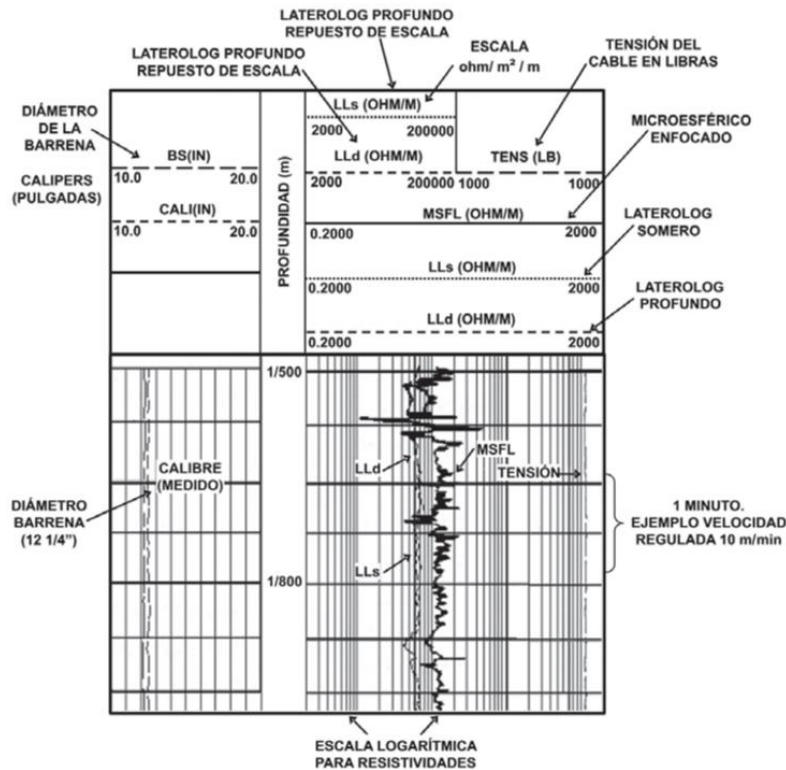 LATEROLOG PROFUNDO
REPUESTO DE ESCALA
LATEROLOG PROFUNDO
REPUESTO DE ESCALA
ESCALA
ohm/ m² / m
TENSIÓN DEL
CABLE EN LIBRAS
DIÁMETRO
DE LA
BARRENA
MICROESFÉRICO
ENFOCADO
CALIPERS
(PULGADAS)
LATEROLOG
SOMERO
LATEROLOG
PROFUNDO
BS(IN)
10.0 20.0
CALI(IN)
10.0 20.0
PROFUNDIDAD (m)
LLs (OHM/M)
2000 200000
LLd (OHM/M)
2000 200000
TENS (LB)
1000 1000
MSFL (OHM/M)
0.2000 2000
LLs (OHM/M)
0.2000 2000
LLd (OHM/M)
0.2000 2000
1/500
CALIBRE
(MEDIDO)
LLd
MSFL
TENSIÓN
DIÁMETRO
BARRENA
(12 1/4”)
1 MINUTO.
EJEMPLO VELOCIDAD
REGULADA 10 m/min
LLs
1/800
ESCALA LOGARÍTMICA
PARA RESISTIVIDADES